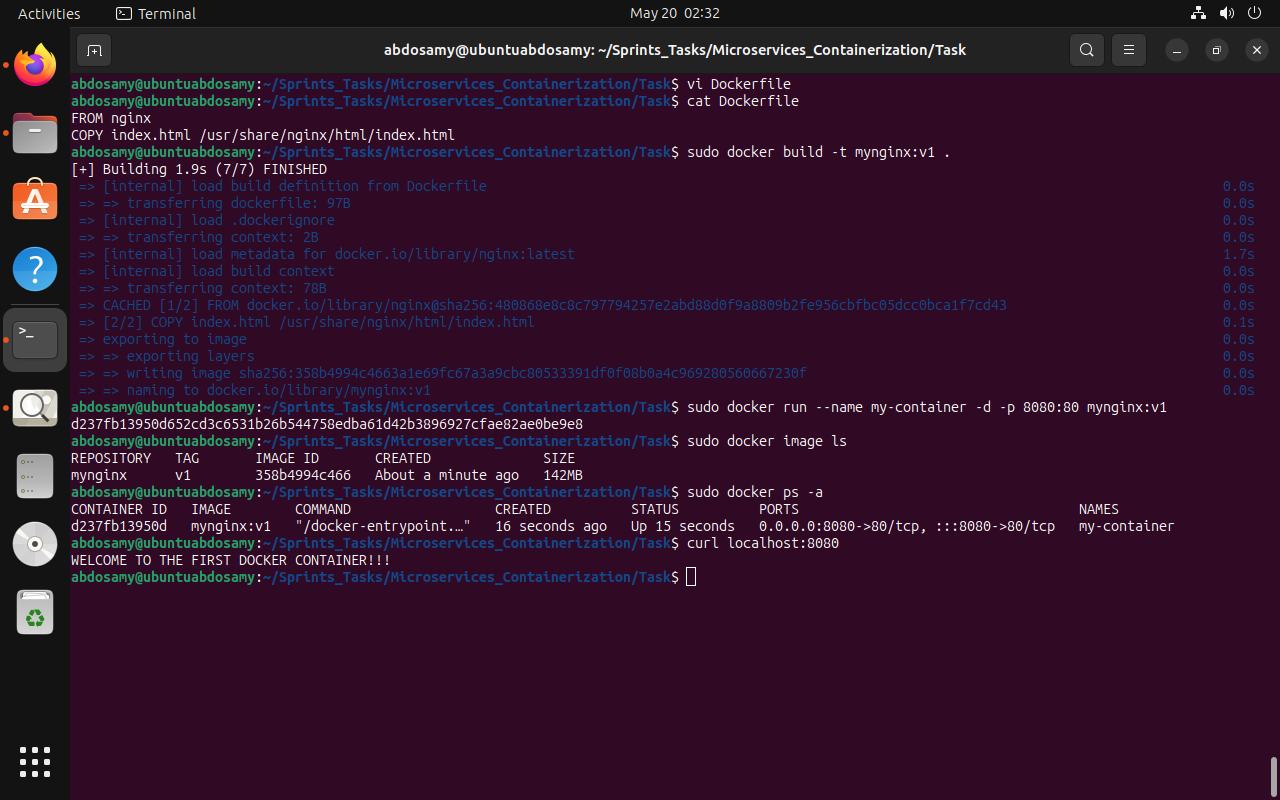 Activities Terminal May 20 02:32
abdosamy@ubuntuabdosamy: ~/Sprints_Tasks/Microservices_Containerization/Task
abdosamy@ubuntuabdosamy:~/Sprints_Tasks/Microservices_Containerization/Task$ vi Dockerfile
abdosamy@ubuntuabdosamy:~/Sprints_Tasks/Microservices_Containerization/Task$ cat Dockerfile
FROM nginx
COPY index.html /usr/share/nginx/html/index.html
abdosamy@ubuntuabdosamy:~/Sprints_Tasks/Microservices_Containerization/Task$ sudo docker build -t mynginx:v1 .
[+] Building 1.9s (7/7) FINISHED
=> [internal] load build definition from Dockerfile 0.0s
=> => transferring dockerfile: 97B 0.0s
=> [internal] load .dockerignore 0.0s
=> => transferring context: 2B 0.0s
=> [internal] load metadata for docker.io/library/nginx:latest 1.7s
=> [internal] load build context 0.0s
=> => transferring context: 78B 0.0s
=> CACHED [1/2] FROM docker.io/library/nginx@sha256:480868e8c8c797794257e2abd88d0f9a8809b2fe956cbfbc05dcc0bca1f7cd43 0.0s
=> [2/2] COPY index.html /usr/share/nginx/html/index.html 0.1s
=> exporting to image 0.0s
=> => exporting layers 0.0s
=> => writing image sha256:358b4994c4663a1e69fc67a3a9cbc80533391df0f08b0a4c969280560667230f 0.0s
=> => naming to docker.io/library/mynginx:v1 0.0s
abdosamy@ubuntuabdosamy:~/Sprints_Tasks/Microservices_Containerization/Task$ sudo docker run --name my-container -d -p 8080:80 mynginx:v1
d237fb13950d652cd3c6531b26b544758edba61d42b3896927cfae82ae0be9e8
abdosamy@ubuntuabdosamy:~/Sprints_Tasks/Microservices_Containerization/Task$ sudo docker image ls
REPOSITORY TAG IMAGE ID CREATED SIZE
mynginx v1 358b4994c466 About a minute ago 142MB
abdosamy@ubuntuabdosamy:~/Sprints_Tasks/Microservices_Containerization/Task$ sudo docker ps -a
CONTAINER ID IMAGE COMMAND CREATED STATUS PORTS NAMES
d237fb13950d mynginx:v1 "/docker-entrypoint.…" 16 seconds ago Up 15 seconds 0.0.0.0:8080->80/tcp, :::8080->80/tcp my-container
abdosamy@ubuntuabdosamy:~/Sprints_Tasks/Microservices_Containerization/Task$ curl localhost:8080
WELCOME TO THE FIRST DOCKER CONTAINER!!!
abdosamy@ubuntuabdosamy:~/Sprints_Tasks/Microservices_Containerization/Task$